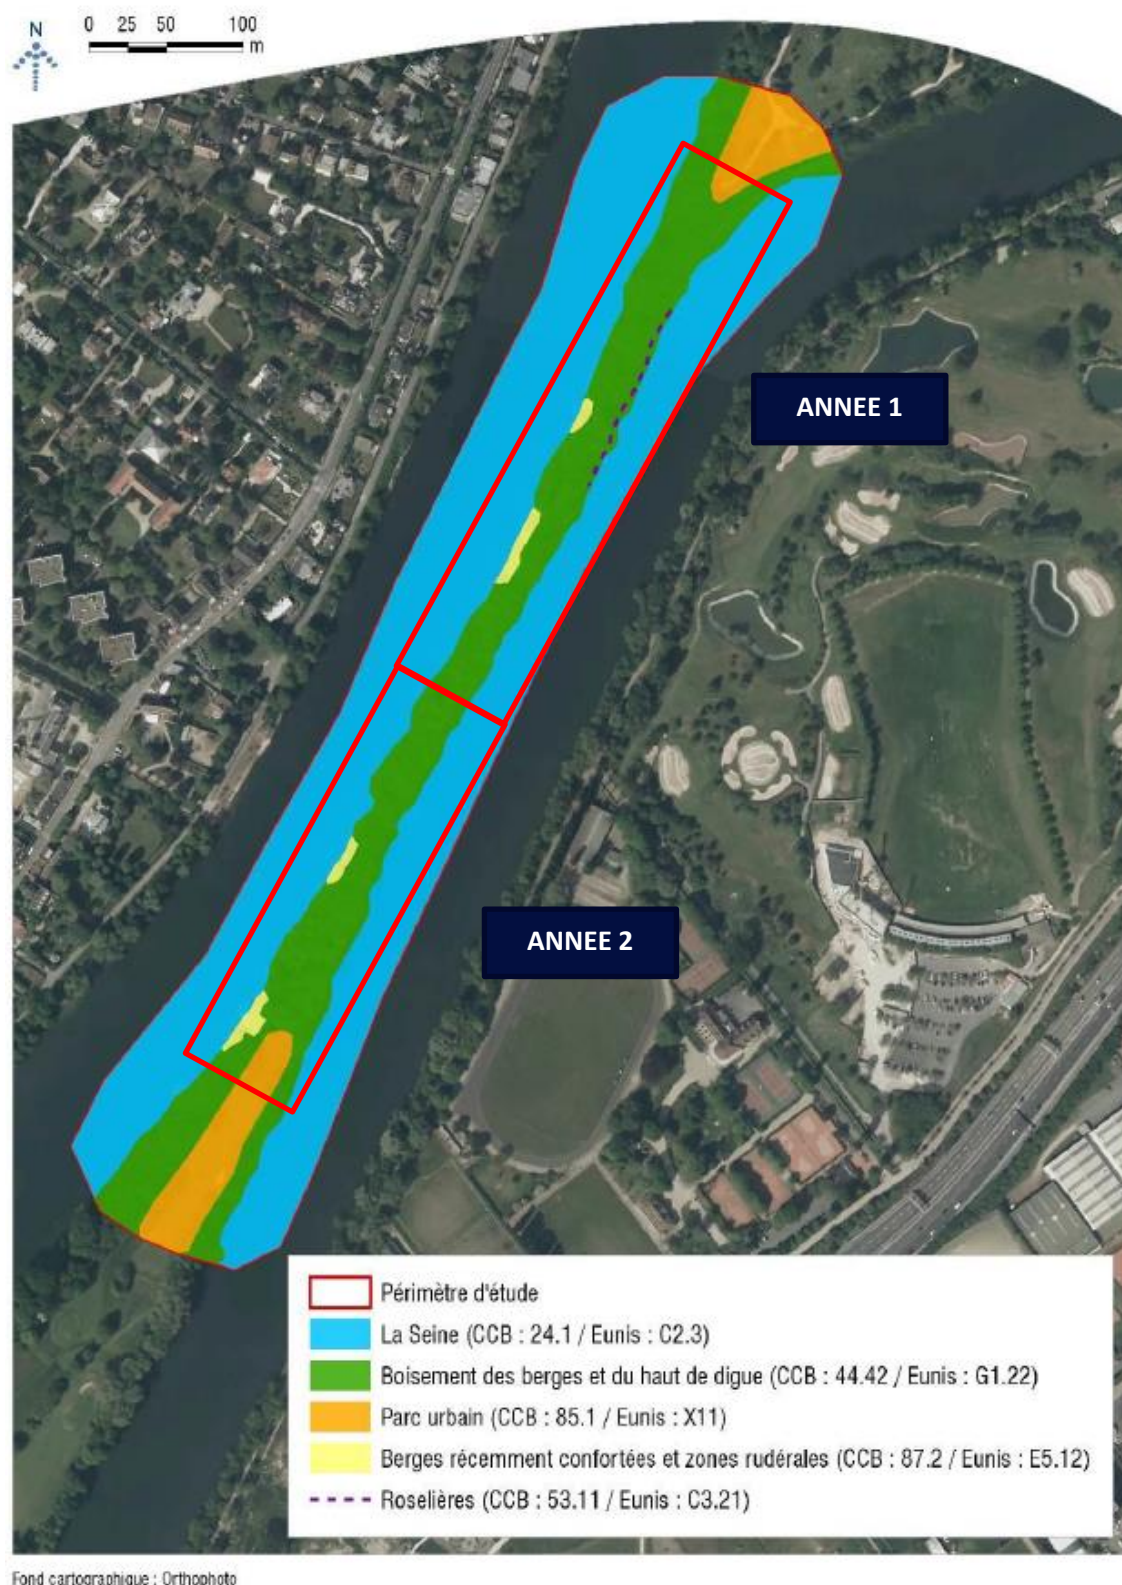 N
0 25 50 100
m
ANNEE 1
ANNEE 2
Périmètre d'étude
La Seine (CCB : 24.1 / Eunis : C2.3)
Boisement des berges et du haut de digue (CCB : 44.42 / Eunis : G1.22)
Parc urbain (CCB : 85.1 / Eunis : X11)
Berges récemment confortées et zones rudérales (CCB : 87.2 / Eunis : E5.12)
Roselières (CCB : 53.11 / Eunis : C3.21)
Fond cartographique : Orthophoto